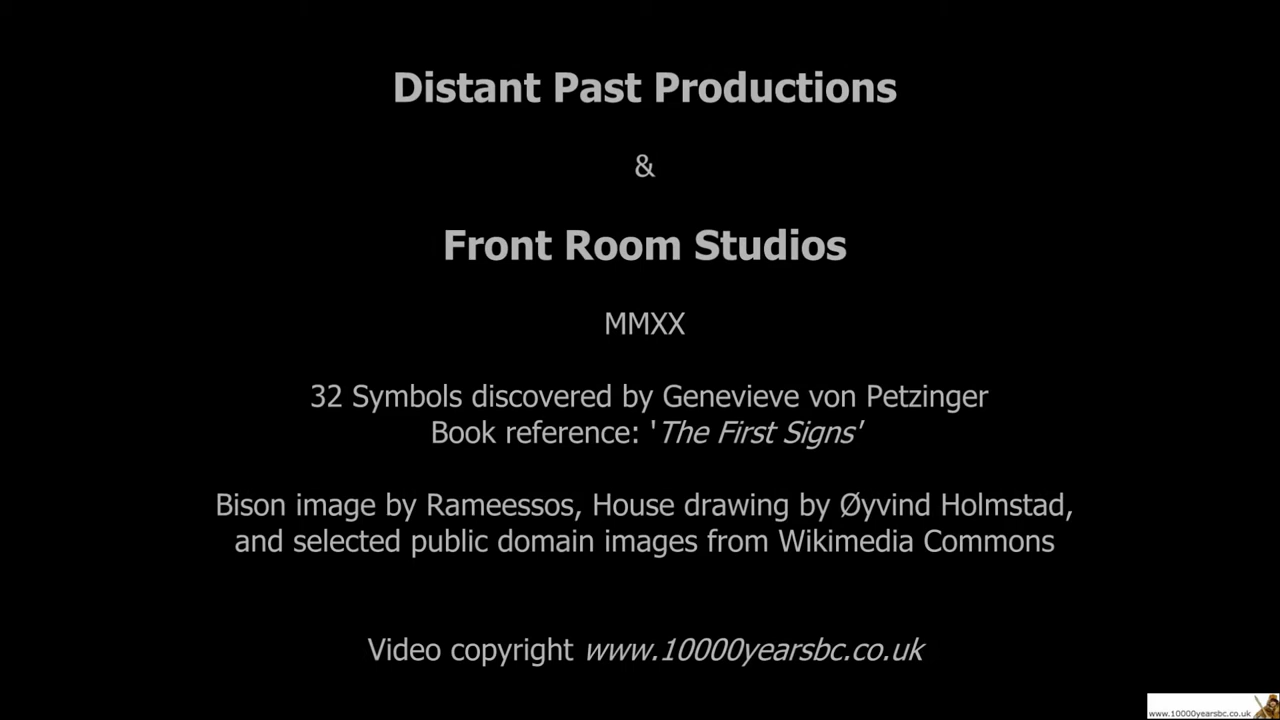 Distant Past Productions
&
Front Room Studios
MMXX
32 Symbols discovered by Genevieve von Petzinger
Book reference: 'The First Signs'
Bison image by Rameessos, House drawing by Øyvind Holmstad,
and selected public domain images from Wikimedia Commons
Video copyright www.10000yearsbc.co.uk
www.10000yearsbc.co.uk